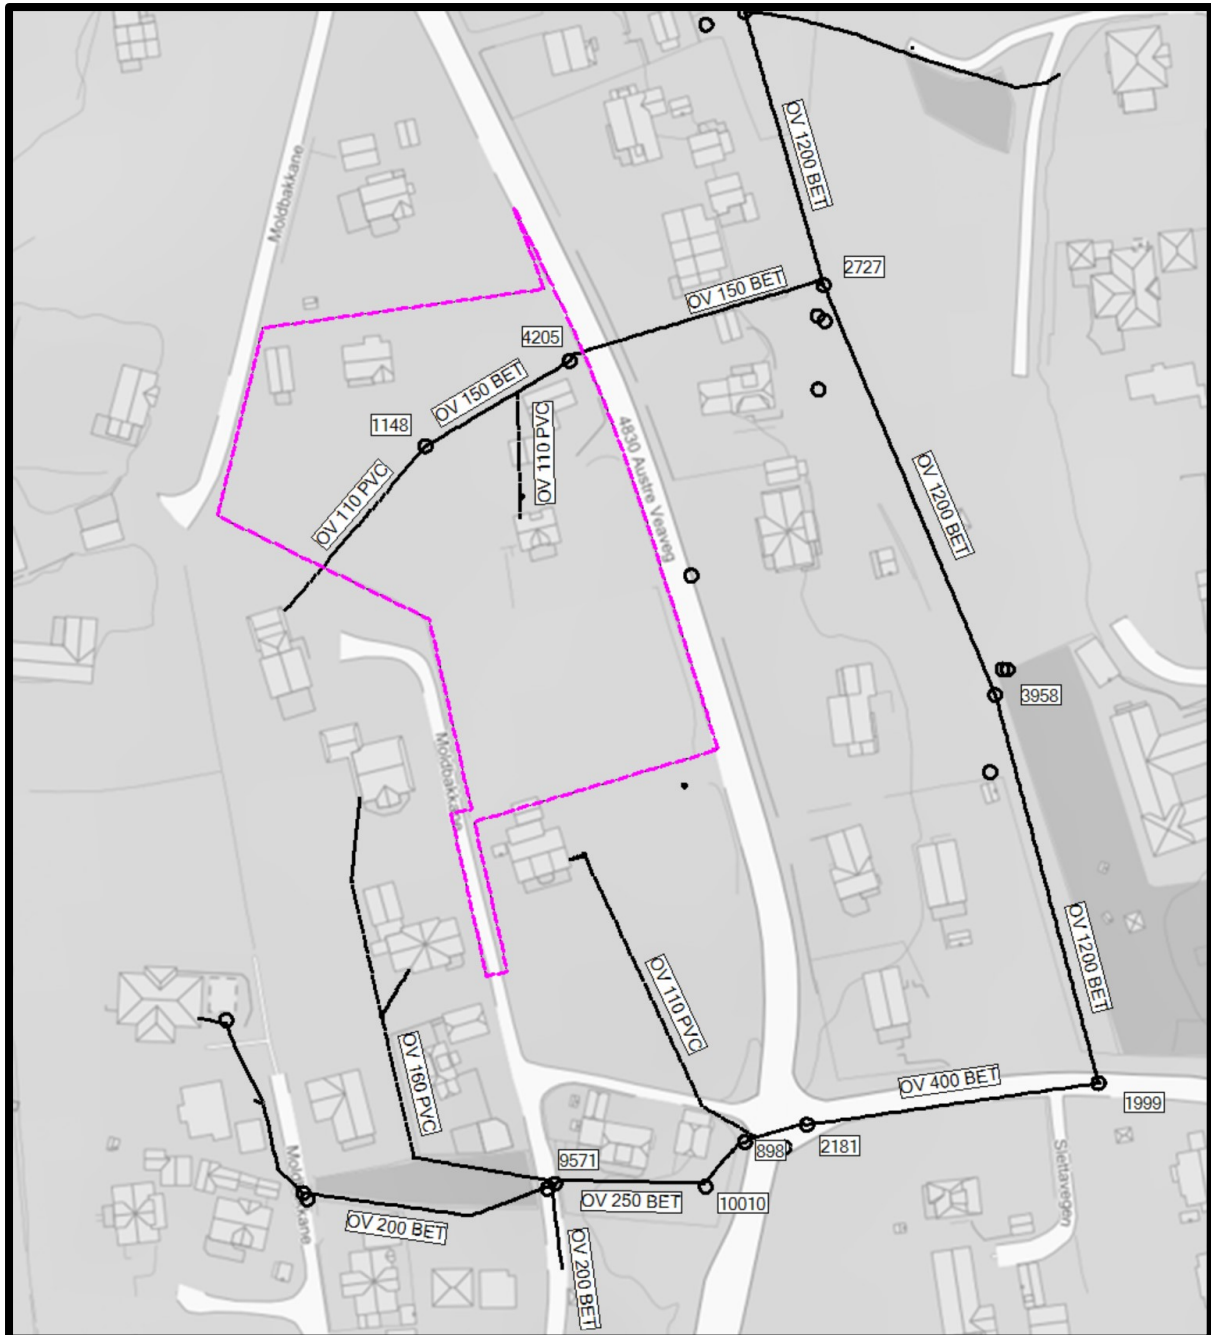 OV 1200 BET
Moldbakkane
2727
OV 150 BET
4205
OV 150 BET
1148
OV 110 PVC
4830 Austre Veaveg
OV 110 PVC
OV 1200 BET
3958
Moldbakkane
OV 1200 BET
OV 110 PVC
OV 160 PVC
OV 400 BET
1999
2181
898
9571
Slettavegen
Moldbakkane
OV 250 BET
10010
OV 200 BET
OV 200 BET